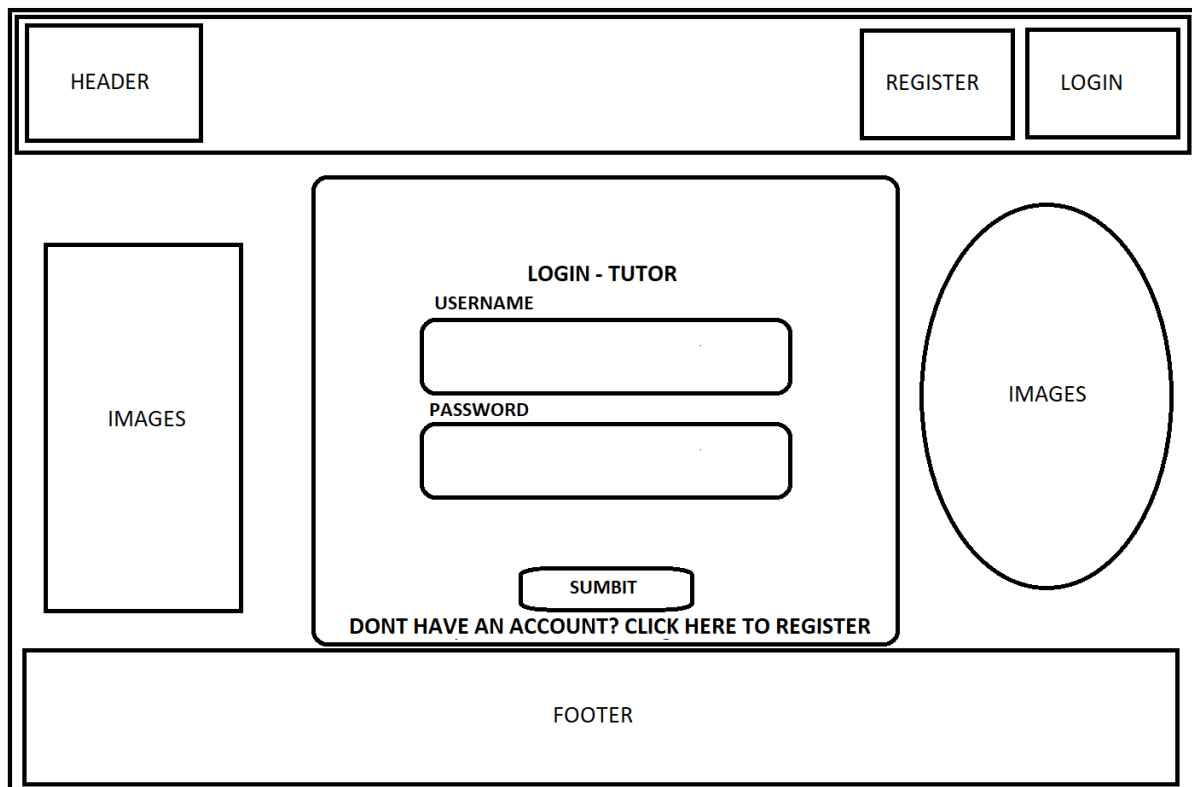 HEADER
REGISTER
LOGIN
LOGIN - TUTOR
USERNAME
IMAGES
PASSWORD
IMAGES
SUMBIT
DONT HAVE AN ACCOUNT? CLICK HERE TO REGISTER
FOOTER